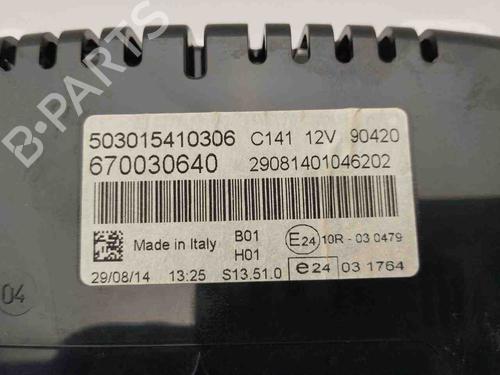 B-PARTS
503015410306 C141 12V 90420
670030640 29081401046202
Made in Italy B01 H01
E24 10R - 03 0479
29/08/14 13:25 S13.51.0 e24 03 1764
04